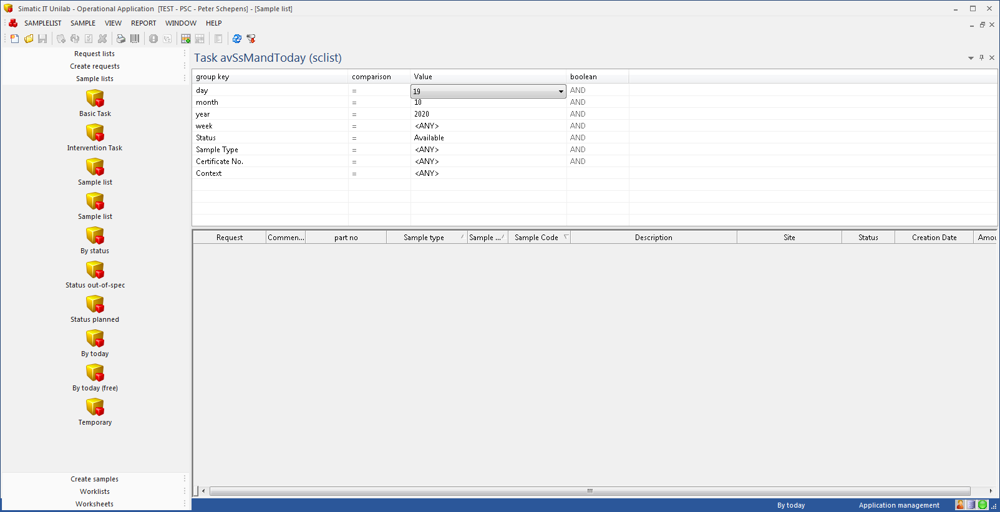 Simatic IT Unilab - Operational Application [TEST - PSC - Peter Schepens] - [Sample list]
SAMPLELIST SAMPLE VIEW REPORT WINDOW HELP
Request lists
Create requests
Sample lists
Basic Task
Intervention Task
Sample list
Sample list
By status
Status out-of-spec
Status planned
By today
By today (free)
Temporary
Create samples
Worklists
Worksheets
Task avSsMandToday (sclist)
group key comparison Value boolean
day = 19 AND
month = 10 AND
year = 2020 AND
week = <ANY> AND
Status = Available AND
Sample Type = <ANY> AND
Certificate No. = <ANY> AND
Context = <ANY>
Request Commen... part no Sample type Sample ... Sample Code Description Site Status Creation Date Amou
By today Application management